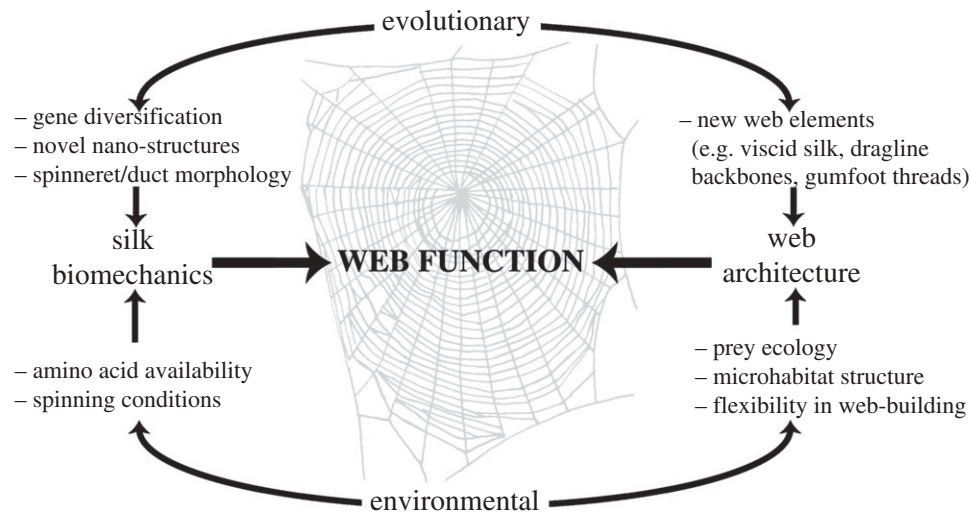 evolutionary
– gene diversification
– novel nano-structures
– spinneret/duct morphology
– new web elements
(e.g. viscid silk, dragline
backbones, gumfoot threads)
silk
biomechanics
WEB FUNCTION
web
architecture
– amino acid availability
– spinning conditions
– prey ecology
– microhabitat structure
– flexibility in web-building
environmental